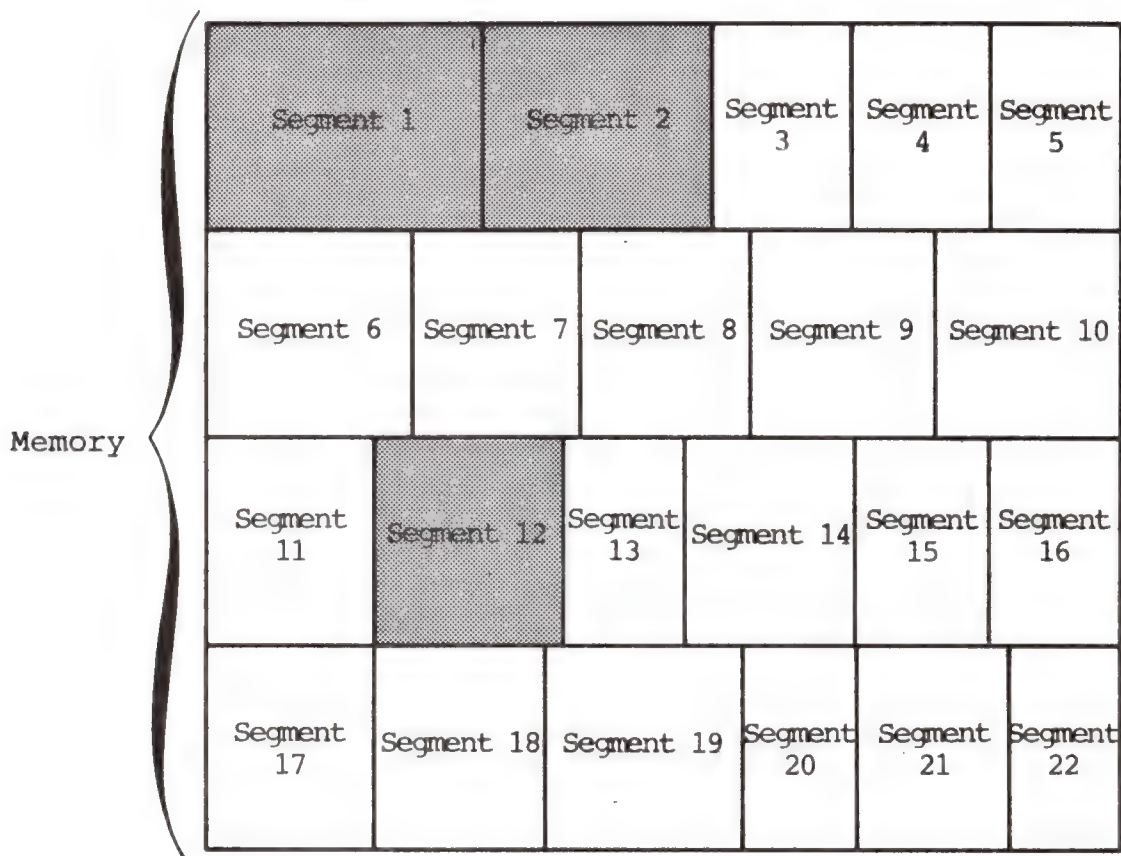 Segment 1
Segment 2
Segment
3
Segment
4
Segment
5
Segment 6
Segment 7
Segment 8
Segment 9
Segment 10
Memory
Segment
11
Segment 12
Segment
13
Segment 14
Segment
15
Segment
16
Segment
17
Segment 18
Segment 19
Segment
20
Segment
21
Segment
22